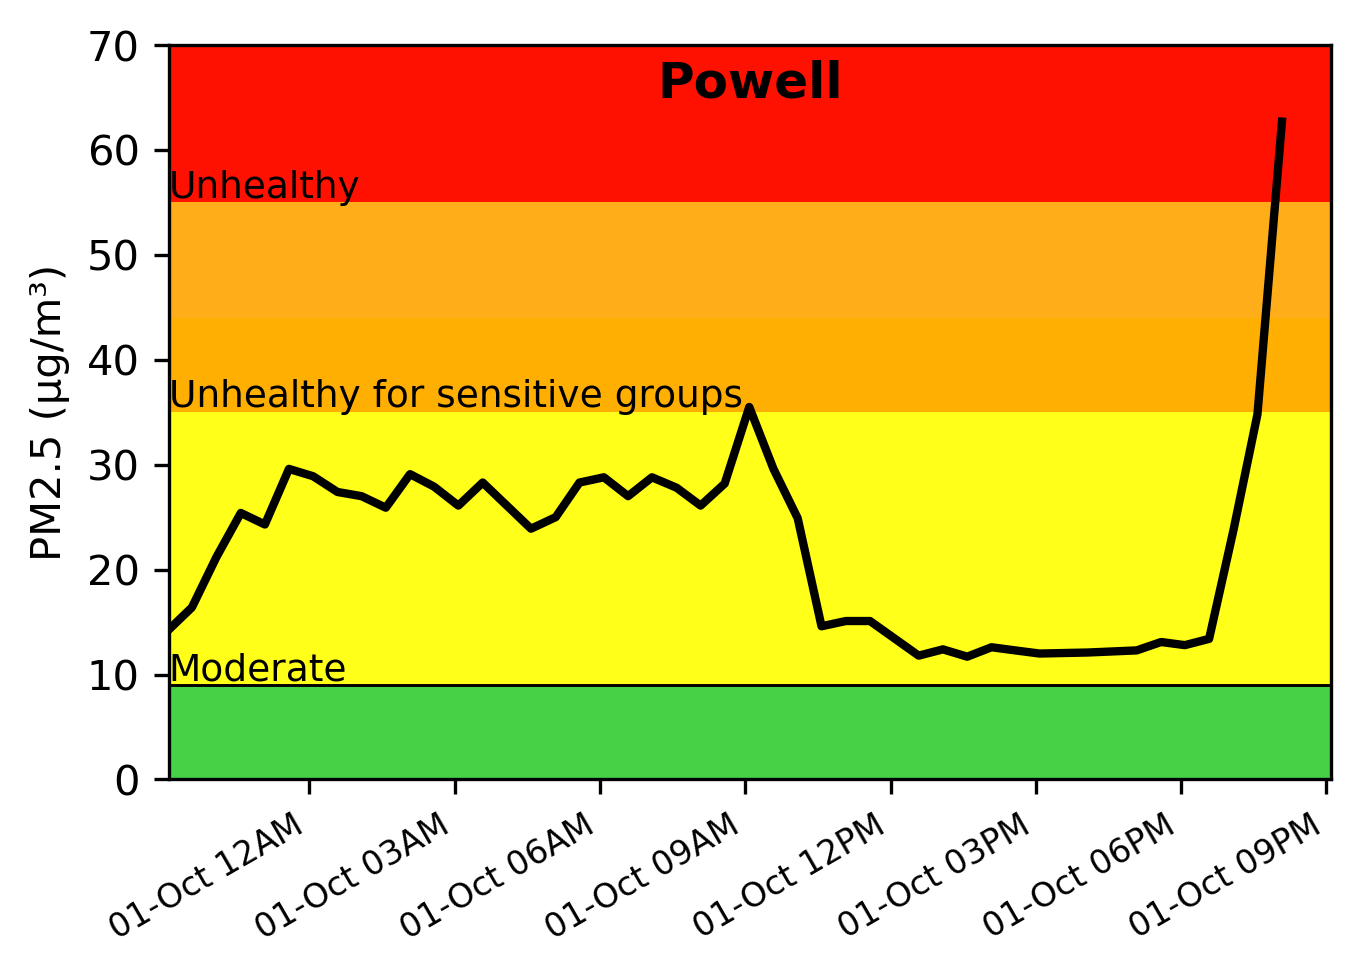 Powell
70
60
50
40
30
20
10
0
PM2.5 (µg/m³)
Unhealthy
Unhealthy for sensitive groups
Moderate
01-Oct 12AM
01-Oct 03AM
01-Oct 06AM
01-Oct 09AM
01-Oct 12PM
01-Oct 03PM
01-Oct 06PM
01-Oct 09PM